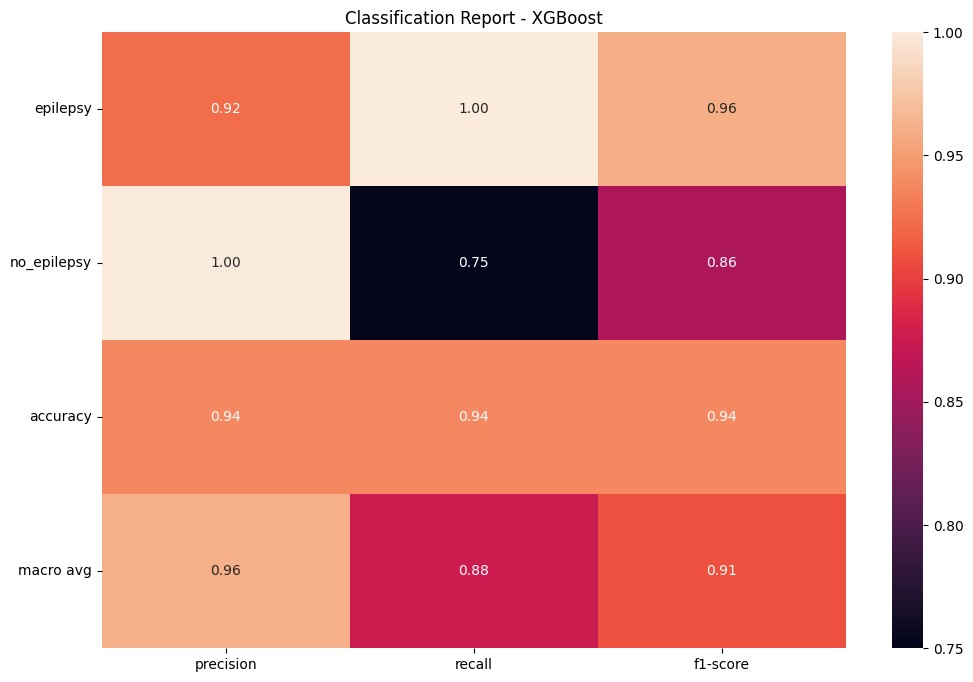 Classification Report - XGBoost
epilepsy 0.92 1.00 0.96
no_epilepsy 1.00 0.75 0.86
accuracy 0.94 0.94 0.94
macro avg 0.96 0.88 0.91
precision recall f1-score
1.00
0.95
0.90
0.85
0.80
0.75